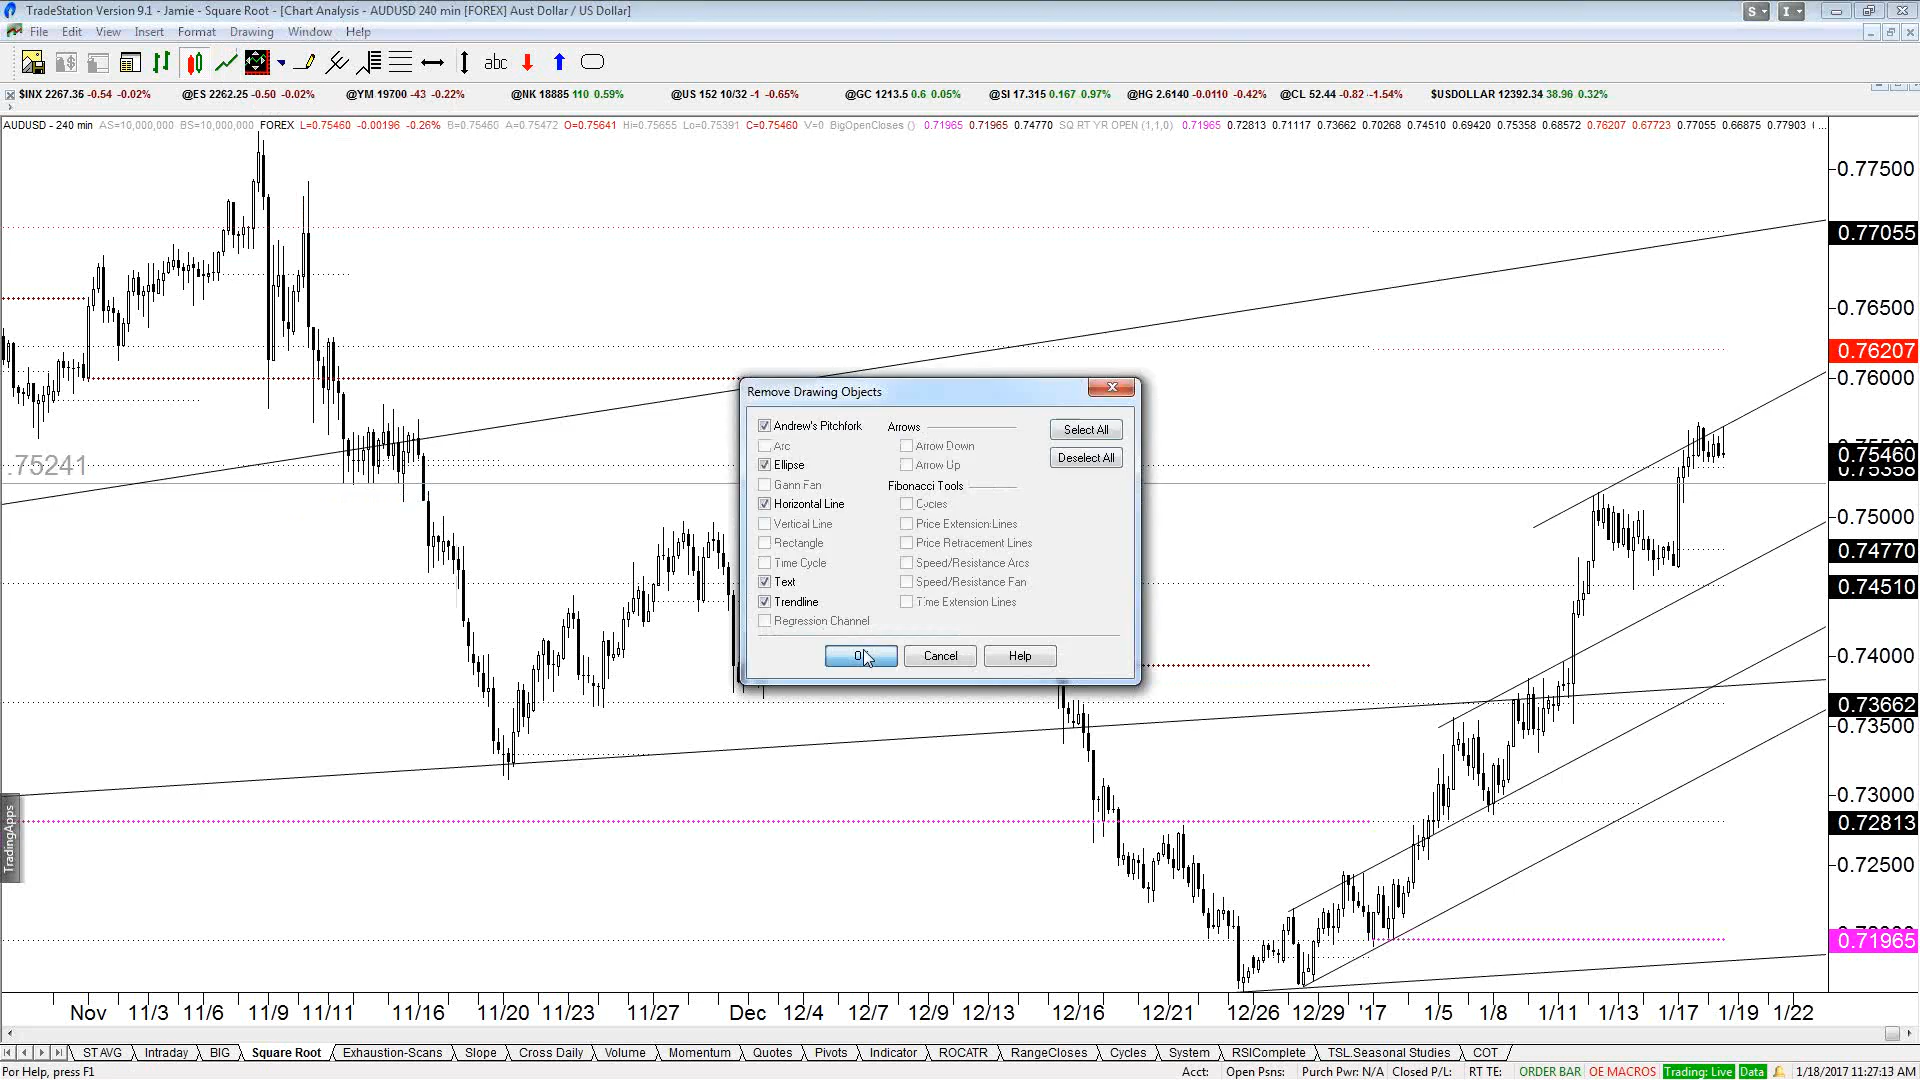 TradeStation Version 9.1 - Jamie - Square Root - [Chart Analysis - AUDUSD 240 min [FOREX] Aust Dollar / US Dollar]
S I
File Edit View Insert Format Drawing Window Help
abc
$INX 2267.36 -0.54 -0.02% @ES 2262.25 -0.50 -0.02% @YM 19700 -43 -0.22% @NK 18885 110 0.59% @US 152 10/32 -1 -0.65% @GC 1213.5 0.6 0.05% @SI 17.315 0.167 0.97% @HG 2.6140 -0.0110 -0.42% @CL 52.44 -0.82 -1.54% $USDOLLAR 12392.34 38.96 0.32%
AUDUSD - 240 min AS=10,000,000 BS=10,000,000 FOREX L=0.75460 -0.00196 -0.26% B=0.75460 A=0.75472 O=0.75641 Hi=0.75655 Lo=0.75391 C=0.75460 V=0 BigOpenCloses () 0.71965 0.71965 0.74770 SQ RT YR OPEN (1,1,0) 0.71965 0.72813 0.71117 0.73662 0.70268 0.74510 0.69420 0.75358 0.68572 0.76207 0.67723 0.77055 0.66875 0.77903 ...
0.77500
0.77055
0.76500
0.76207
0.76000
0.75460
0.75358
0.75000
0.74770
0.74510
0.74000
0.73662
0.73500
0.73000
0.72813
0.72500
0.71965
.75241
Remove Drawing Objects
Andrew's Pitchfork
Arc
Ellipse
Gann Fan
Horizontal Line
Vertical Line
Rectangle
Time Cycle
Text
Trendline
Regression Channel
Arrows
Arrow Down
Arrow Up
Fibonacci Tools
Cycles
Price Extension Lines
Price Retracement Lines
Speed/Resistance Arcs
Speed/Resistance Fan
Time Extension Lines
Select All
Deselect All
Cancel
Help
TradingApps
Nov 11/3 11/6 11/9 11/11 11/16 11/20 11/23 11/27 Dec 12/4 12/7 12/9 12/13 12/16 12/21 12/26 12/29 '17 1/5 1/8 1/11 1/13 1/17 1/19 1/22
STAVG Intraday BIG Square Root Exhaustion-Scans Slope Cross Daily Volume Momentum Quotes Pivots Indicator ROCATR RangeCloses Cycles System RSIComplete TSL.Seasonal Studies COT
For Help, press F1
Acct: Open Psns: Purch Pwr: N/A Closed P/L: RT TE: ORDER BAR OE MACROS Trading: Live Data 1/18/2017 11:27:13 AM